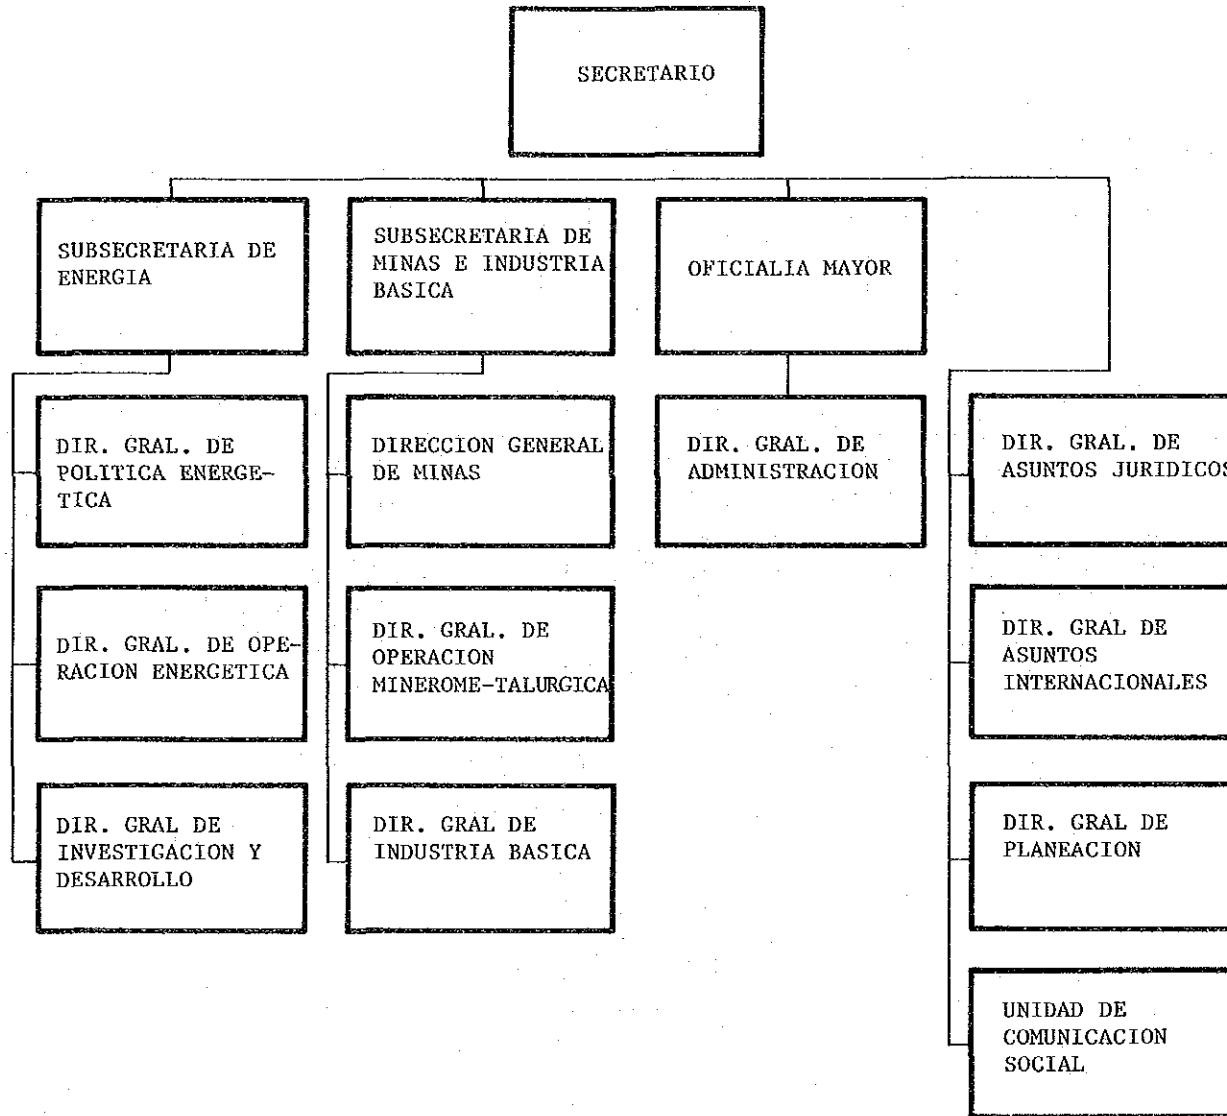 SECRETARIO
SUBSECRETARIA DE
ENERGIA
SUBSECRETARIA DE
MINAS E INDUSTRIA
BASICA
OFICIALIA MAYOR
DIR. GRAL. DE
POLITICA ENERGE-
TICA
DIRECCION GENERAL
DE MINAS
DIR. GRAL. DE
ADMINISTRACION
DIR. GRAL. DE
ASUNTOS JURIDICOS
DIR. GRAL. DE OPE-
RACION ENERGETICA
DIR. GRAL. DE
OPERACION
MINEROME-TALURGICA
DIR. GRAL DE
ASUNTOS
INTERNACIONALES
DIR. GRAL DE
INVESTIGACION Y
DESARROLLO
DIR. GRAL DE
INDUSTRIA BASICA
DIR. GRAL DE
PLANEACION
UNIDAD DE
COMUNICACION
SOCIAL